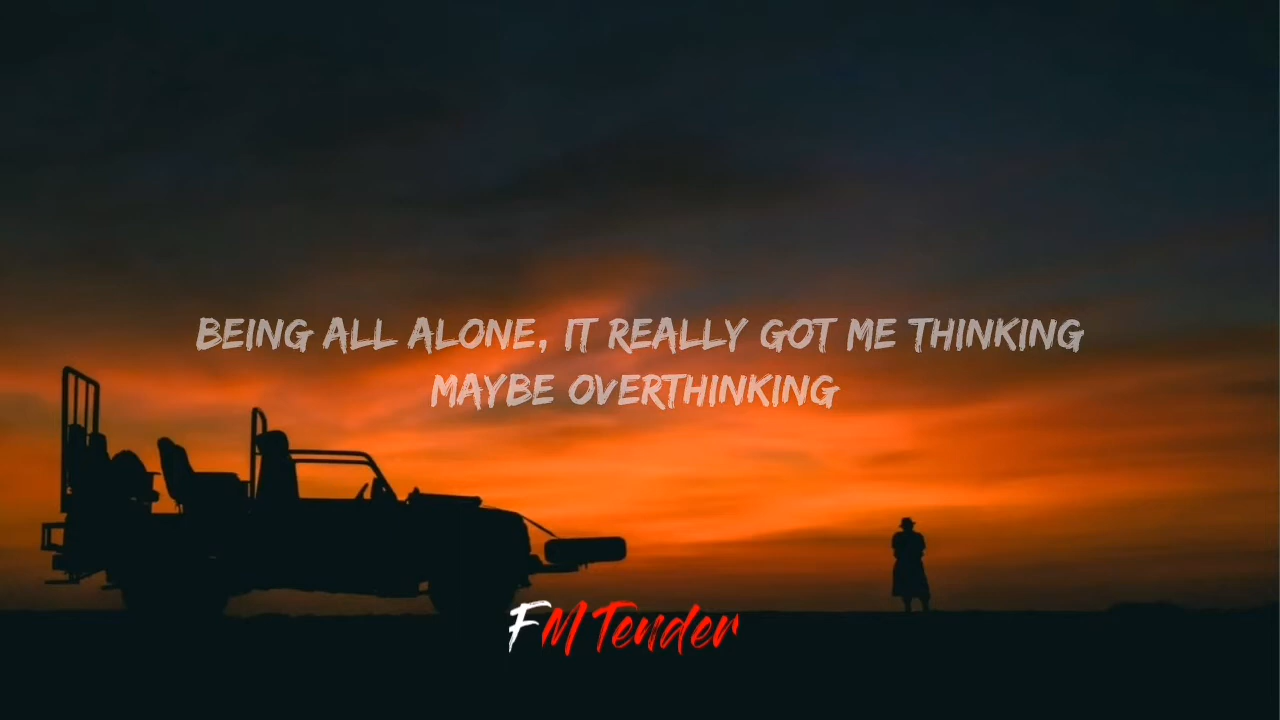 BEING ALL ALONE, IT REALLY GOT ME THINKING
MAYBE OVERTHINKING
FM Tender